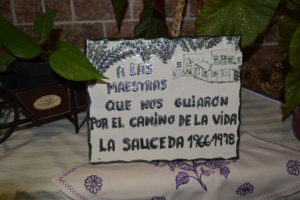 A LAS
MAESTRAS
QUE NOS GUIARON
POR EL CAMINO DE LA VIDA
LA SAUCEDA 1966-1978